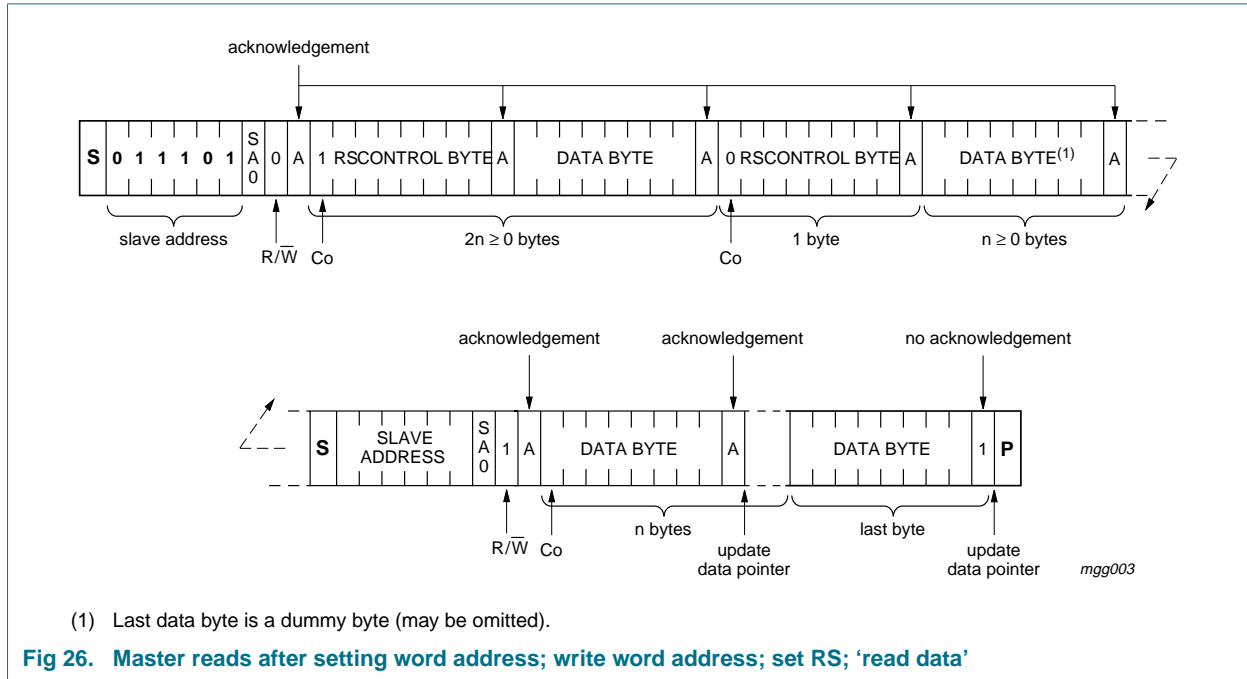 acknowledgement
S 0 1 1 1 0 1 SA0 0 A 1 RSCONTROL BYTE A DATA BYTE A 0 RSCONTROL BYTE A DATA BYTE(1) A
slave address
2n ≥ 0 bytes
1 byte
n ≥ 0 bytes
R/W̅ Co Co
acknowledgement acknowledgement no acknowledgement
S SLAVE ADDRESS SA0 1 A DATA BYTE A DATA BYTE 1 P
n bytes last byte
R/W̅ Co update data pointer update data pointer
mgg003
(1) Last data byte is a dummy byte (may be omitted).
Fig 26. Master reads after setting word address; write word address; set RS; ‘read data’